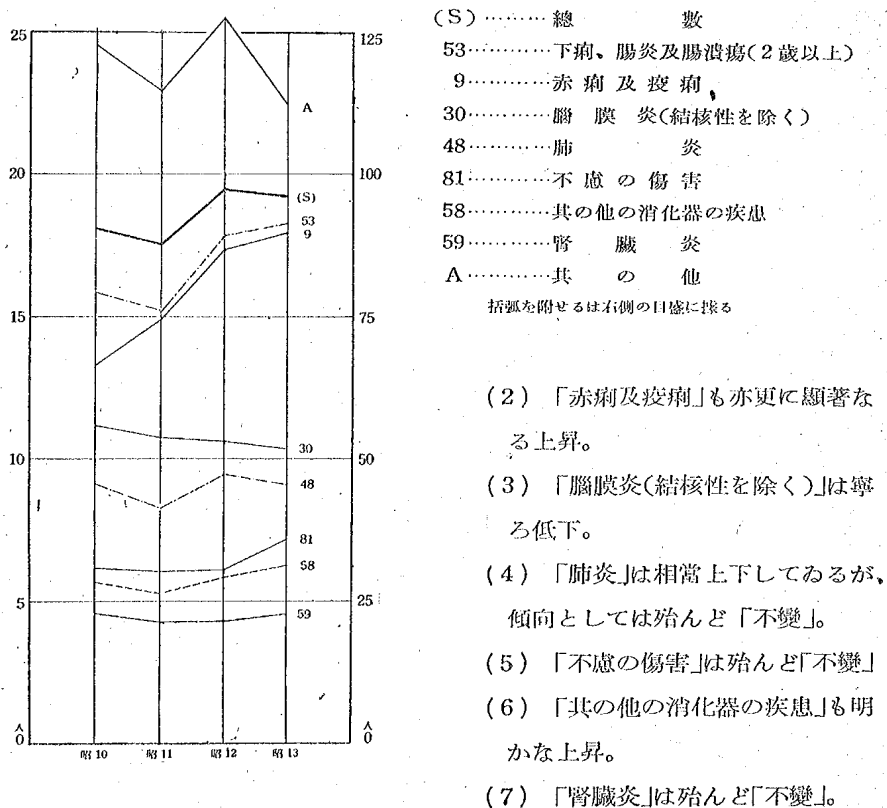 25
20
15
10
5
人
0
125
100
75
50
25
人
0
A
(S)
53
9
30
48
81
58
59
昭10 昭11 昭12 昭13
(S)………總數
53…………下痢、腸炎及腸潰瘍(2歲以上)
9…………赤痢及疫痢
30…………腦膜炎(結核性を除く)
48…………肺炎
81…………不慮の傷害
58…………其の他の消化器の疾患
59…………腎臟炎
A…………其の他
括弧を附せるは右側の目盛に據る
(2) 「赤痢及疫痢」も亦更に顯著な
る上昇。
(3) 「腦膜炎(結核性を除く)」は寧
ろ低下。
(4) 「肺炎」は相當上下してゐるが、
傾向としては殆んど「不變」。
(5) 「不慮の傷害」は殆んど「不變」
(6) 「其の他の消化器の疾患」も明
かな上昇。
(7) 「腎臟炎」は殆んど「不變」。